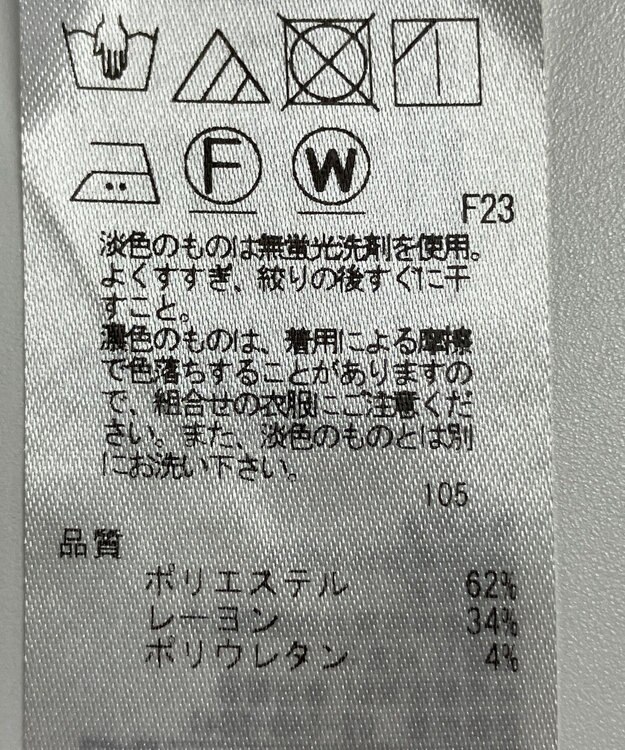 F W
F23
淡色のものは無蛍光洗剤を使用。
よくすすぎ、絞りの後すぐに干
すこと。
濃色のものは、着用による摩擦
で色落ちすることがありますの
で、組合せの衣服にご注意くだ
さい。また、淡色のものとは別
にお洗い下さい。
105
品質
ポリエステル 62%
レーヨン 34%
ポリウレタン 4%